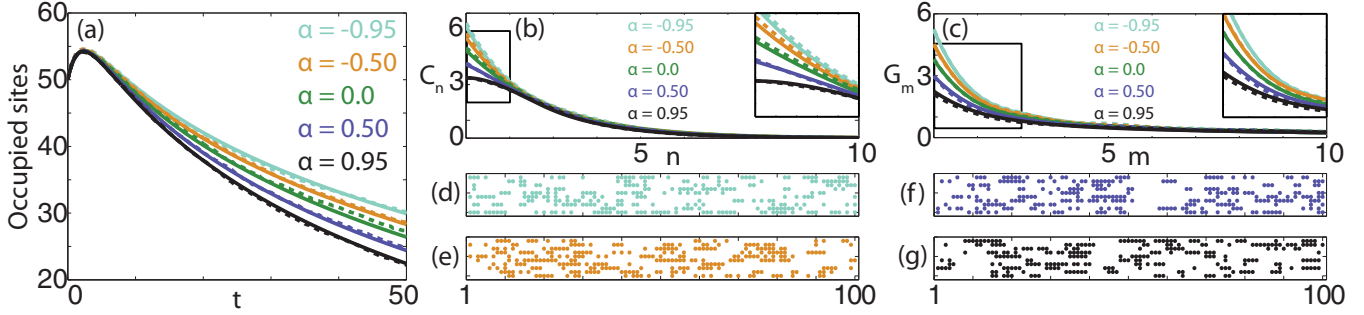 (a)
α = -0.95
α = -0.50
α = 0.0
α = 0.50
α = 0.95
Occupied sites
60
50
40
30
20
0
50
t
(b)
6
C_n
3
0
α = -0.95
α = -0.50
α = 0.0
α = 0.50
α = 0.95
5
n
10
(c)
6
G_m
3
0
α = -0.95
α = -0.50
α = 0.0
α = 0.50
α = 0.95
5
m
10
(d)
(e)
1
100
(f)
(g)
1
100